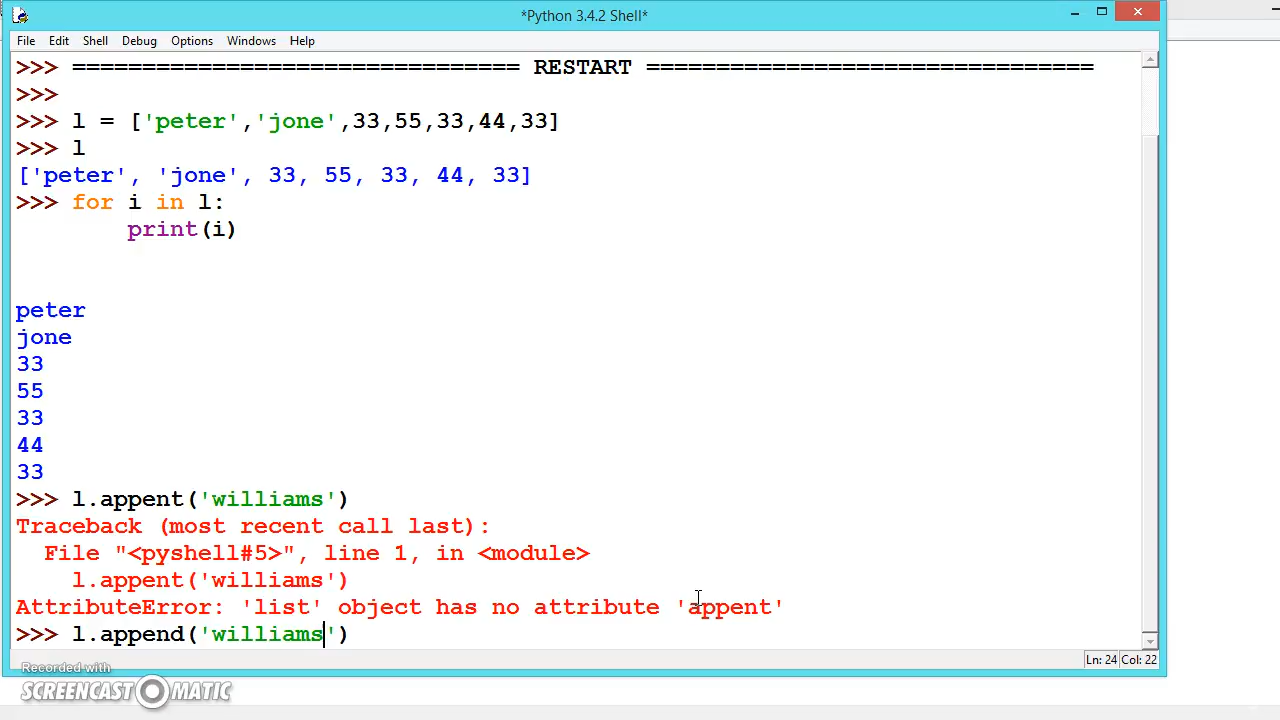 *Python 3.4.2 Shell*
File Edit Shell Debug Options Windows Help
>>> ================================ RESTART ================================
>>>
>>> l = ['peter','jone',33,55,33,44,33]
>>> l
['peter', 'jone', 33, 55, 33, 44, 33]
>>> for i in l:
        print(i)
peter
jone
33
55
33
44
33
>>> l.appent('williams')
Traceback (most recent call last):
  File "<pyshell#5>", line 1, in <module>
    l.appent('williams')
AttributeError: 'list' object has no attribute 'appent'
>>> l.append('williams')
Ln: 24 Col: 22
Recorded with
SCREENCAST MATIC